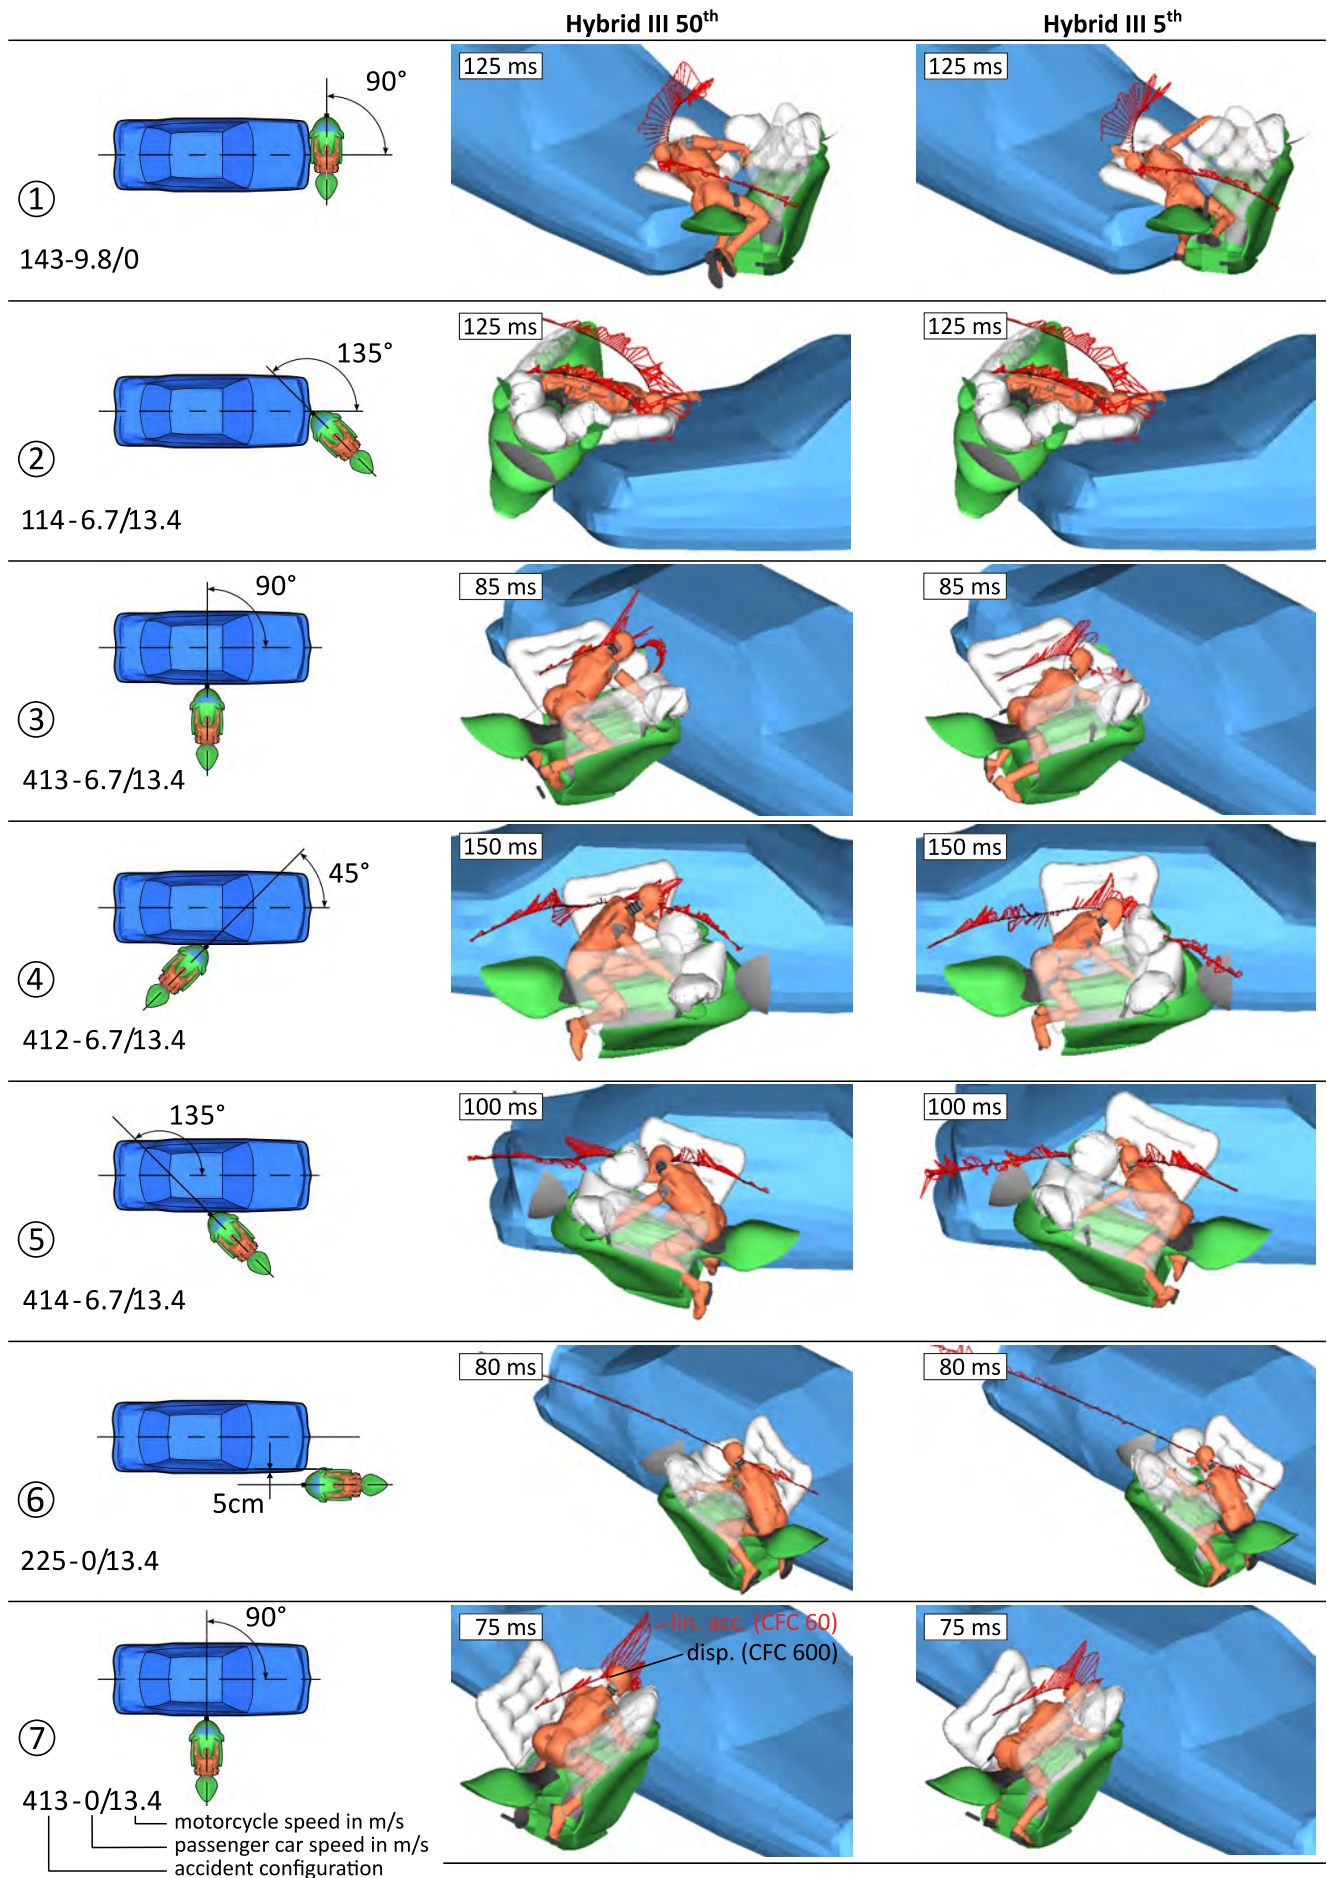 Hybrid III 50th
Hybrid III 5th
90°
125 ms
125 ms
①
143-9.8/0
135°
125 ms
125 ms
②
114-6.7/13.4
90°
85 ms
85 ms
③
413-6.7/13.4
45°
150 ms
150 ms
④
412-6.7/13.4
135°
100 ms
100 ms
⑤
414-6.7/13.4
80 ms
80 ms
5cm
⑥
225-0/13.4
90°
75 ms
75 ms
lin. acc. (CFC 60)
disp. (CFC 600)
⑦
413-0/13.4
motorcycle speed in m/s
passenger car speed in m/s
accident configuration